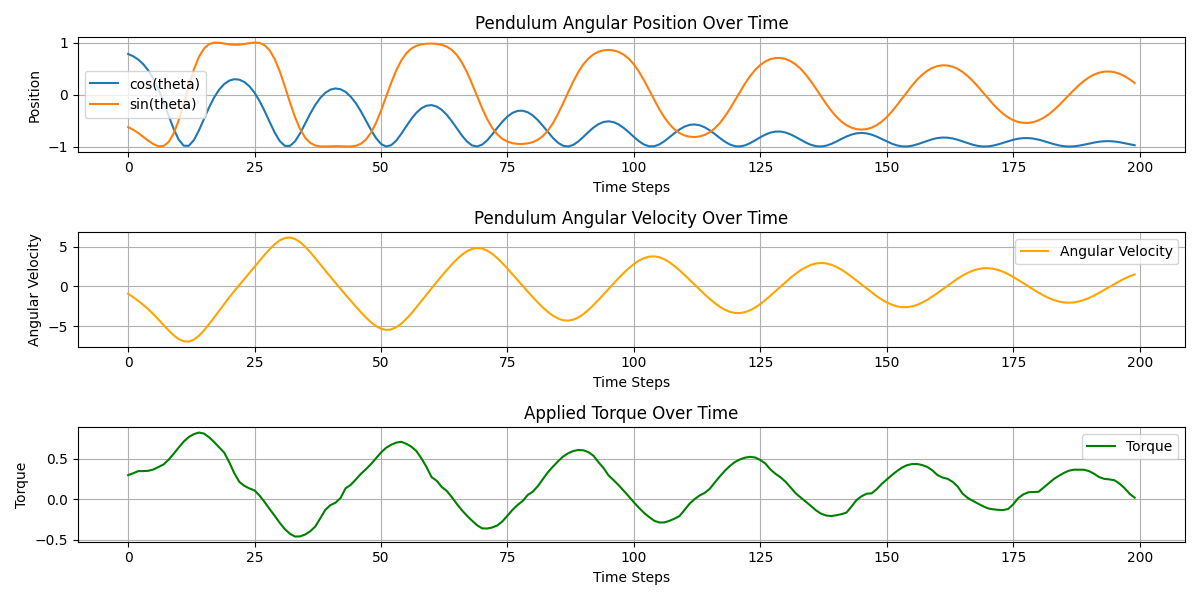 Pendulum Angular Position Over Time
Position
1
0
−1
cos(theta)
sin(theta)
0 25 50 75 100 125 150 175 200
Time Steps
Pendulum Angular Velocity Over Time
Angular Velocity
5
0
−5
Angular Velocity
0 25 50 75 100 125 150 175 200
Time Steps
Applied Torque Over Time
Torque
0.5
0.0
−0.5
Torque
0 25 50 75 100 125 150 175 200
Time Steps